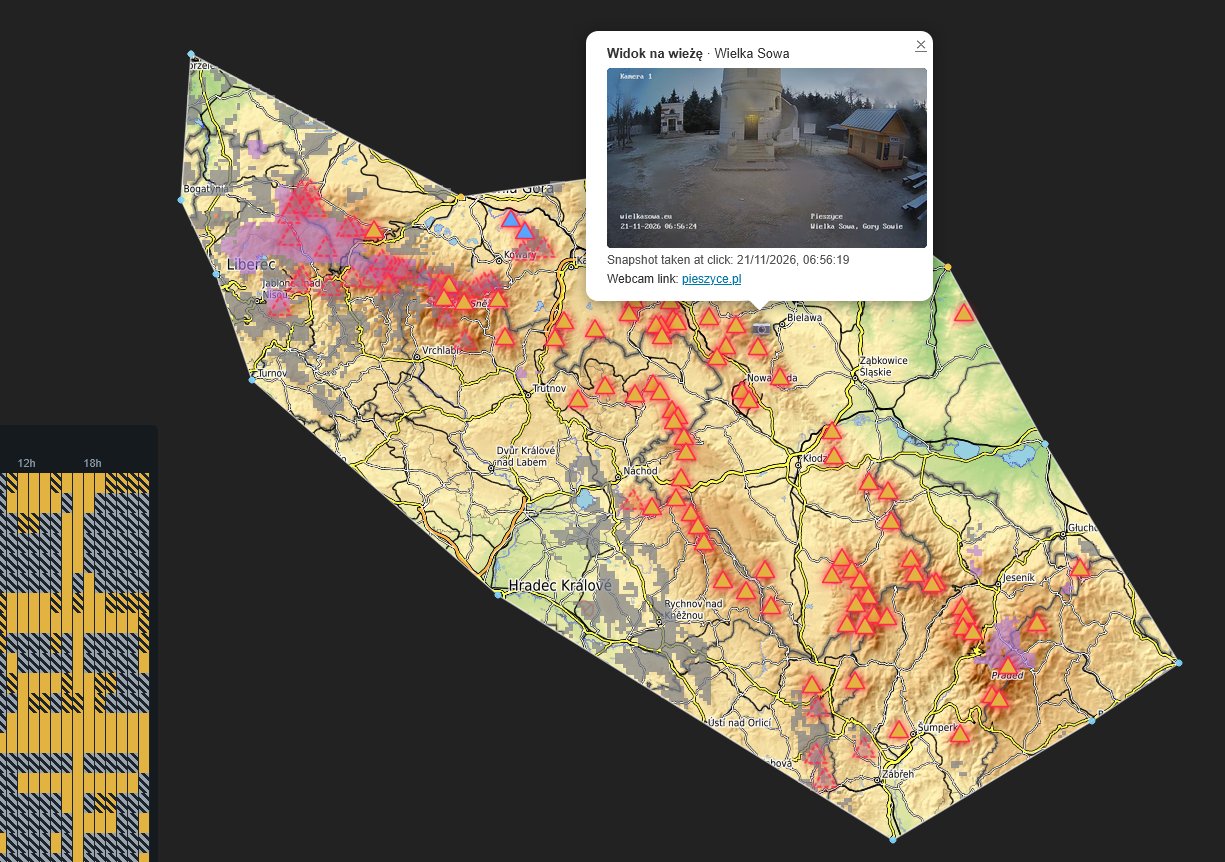 Widok na wieżę · Wielka Sowa
×
Kamera 1
wielkasowa.eu
21-11-2026 06:56:24
Pieszyce
Wielka Sowa, Gory Sowie
Snapshot taken at click: 21/11/2026, 06:56:19
Webcam link: pieszyce.pl
Bogatynia
Góra
Kowary
Liberec
Jablonec nad
Nisou
Turnov
Vrchlabí
Trutnov
Bielawa
Ząbkowice
Śląskie
Nowa Ruda
Dvůr Králové
nad Labem
Náchod
Kłodz
Głuch
Hradec Králové
Jeseník
Rychnov nad
Kněžnou
Praděd
Ústí nad Orlicí
Šumperk
Zábřeh
12h
18h